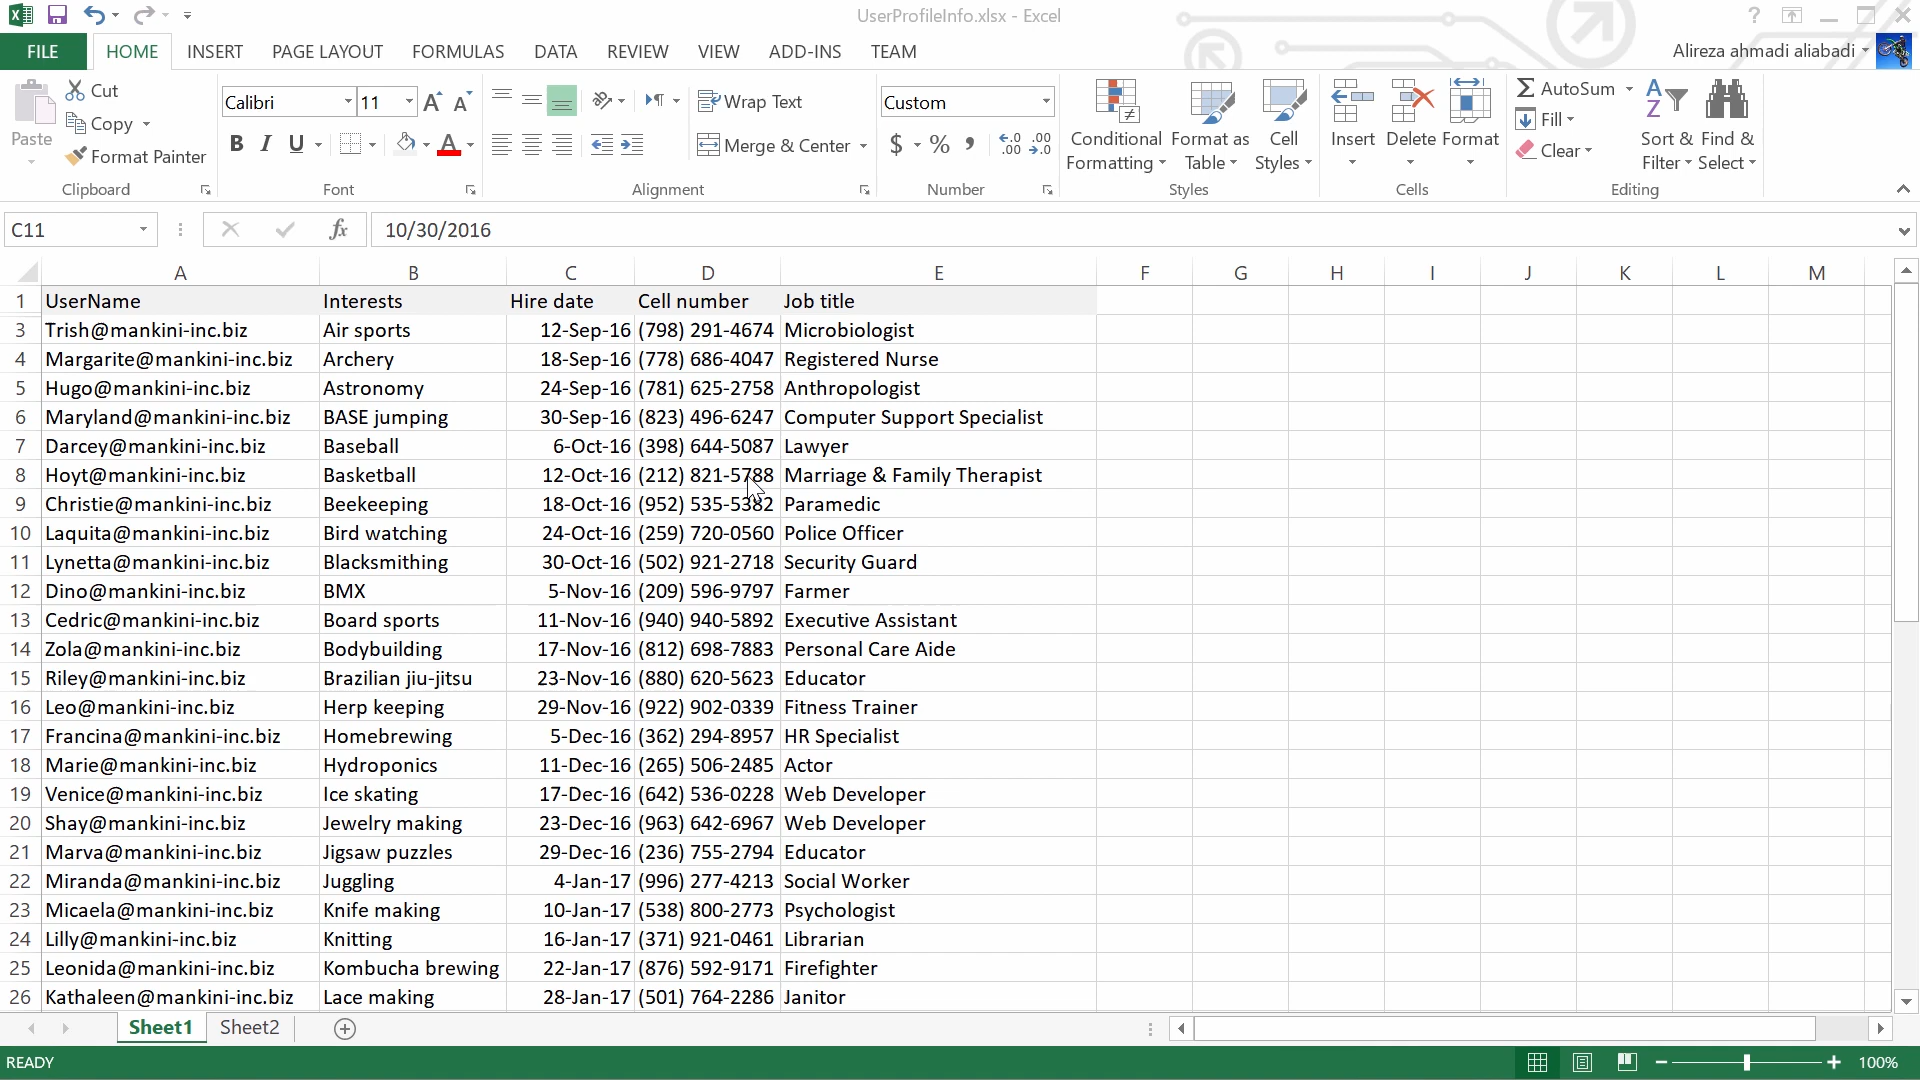 UserProfileInfo.xlsx - Excel
FILE HOME INSERT PAGE LAYOUT FORMULAS DATA REVIEW VIEW ADD-INS TEAM
Alireza ahmadi aliabadi
Paste
Cut
Copy
Format Painter
Clipboard
Calibri 11
B I U A
Font
Wrap Text
Merge & Center
Alignment
Custom
$ % , .0 .00 .00 .0
Number
Conditional Formatting
Format as Table
Cell Styles
Styles
Insert
Delete
Format
Cells
AutoSum
Fill
Clear
Sort & Filter
Find & Select
Editing
C11 fx 10/30/2016
A B C D E F G H I J K L M
1 UserName Interests Hire date Cell number Job title
3 Trish@mankini-inc.biz Air sports 12-Sep-16 (798) 291-4674 Microbiologist
4 Margarite@mankini-inc.biz Archery 18-Sep-16 (778) 686-4047 Registered Nurse
5 Hugo@mankini-inc.biz Astronomy 24-Sep-16 (781) 625-2758 Anthropologist
6 Maryland@mankini-inc.biz BASE jumping 30-Sep-16 (823) 496-6247 Computer Support Specialist
7 Darcey@mankini-inc.biz Baseball 6-Oct-16 (398) 644-5087 Lawyer
8 Hoyt@mankini-inc.biz Basketball 12-Oct-16 (212) 821-5788 Marriage & Family Therapist
9 Christie@mankini-inc.biz Beekeeping 18-Oct-16 (952) 535-5382 Paramedic
10 Laquita@mankini-inc.biz Bird watching 24-Oct-16 (259) 720-0560 Police Officer
11 Lynetta@mankini-inc.biz Blacksmithing 30-Oct-16 (502) 921-2718 Security Guard
12 Dino@mankini-inc.biz BMX 5-Nov-16 (209) 596-9797 Farmer
13 Cedric@mankini-inc.biz Board sports 11-Nov-16 (940) 940-5892 Executive Assistant
14 Zola@mankini-inc.biz Bodybuilding 17-Nov-16 (812) 698-7883 Personal Care Aide
15 Riley@mankini-inc.biz Brazilian jiu-jitsu 23-Nov-16 (880) 620-5623 Educator
16 Leo@mankini-inc.biz Herp keeping 29-Nov-16 (922) 902-0339 Fitness Trainer
17 Francina@mankini-inc.biz Homebrewing 5-Dec-16 (362) 294-8957 HR Specialist
18 Marie@mankini-inc.biz Hydroponics 11-Dec-16 (265) 506-2485 Actor
19 Venice@mankini-inc.biz Ice skating 17-Dec-16 (642) 536-0228 Web Developer
20 Shay@mankini-inc.biz Jewelry making 23-Dec-16 (963) 642-6967 Web Developer
21 Marva@mankini-inc.biz Jigsaw puzzles 29-Dec-16 (236) 755-2794 Educator
22 Miranda@mankini-inc.biz Juggling 4-Jan-17 (996) 277-4213 Social Worker
23 Micaela@mankini-inc.biz Knife making 10-Jan-17 (538) 800-2773 Psychologist
24 Lilly@mankini-inc.biz Knitting 16-Jan-17 (371) 921-0461 Librarian
25 Leonida@mankini-inc.biz Kombucha brewing 22-Jan-17 (876) 592-9171 Firefighter
26 Kathaleen@mankini-inc.biz Lace making 28-Jan-17 (501) 764-2286 Janitor
Sheet1 Sheet2
READY 100%